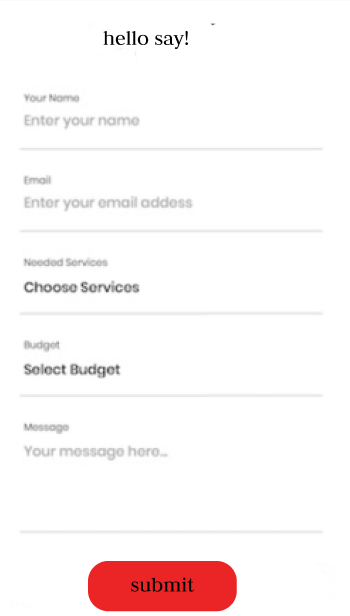 hello say!
Your Name
Enter your name
Email
Enter your email addess
Needed Services
Choose Services
Budget
Select Budget
Message
Your message here...
submit